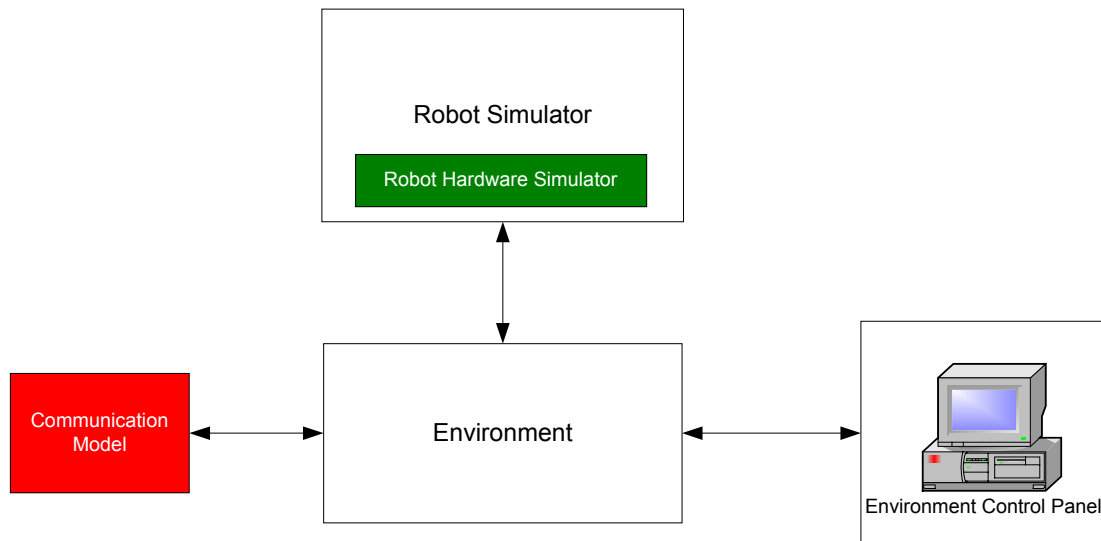 Robot Simulator
Robot Hardware Simulator
Communication
Model
Environment
Environment Control Panel